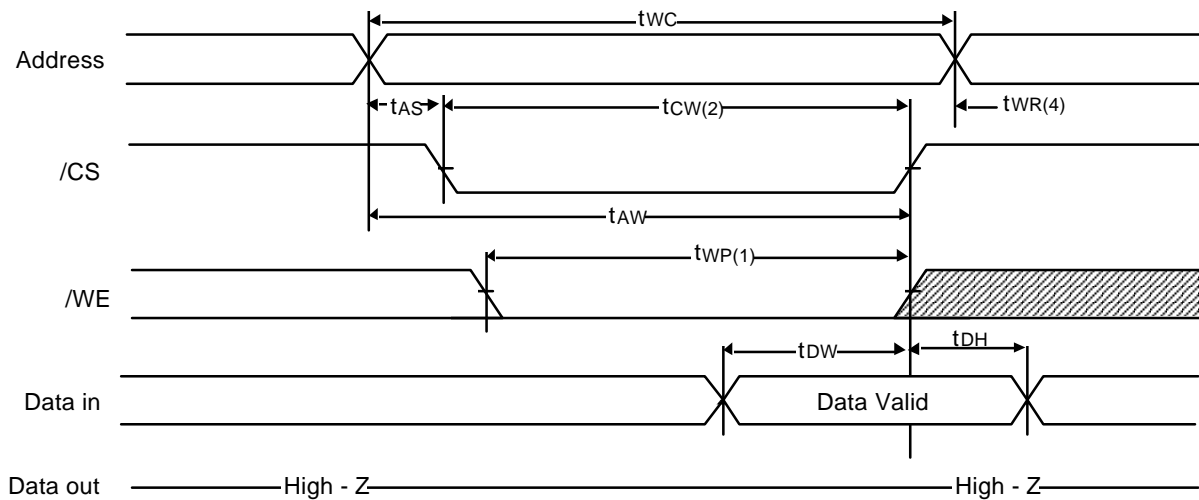 tWC
Address
tAS
tCW(2)
tWR(4)
/CS
tAW
tWP(1)
/WE
tDW
tDH
Data in
Data Valid
Data out
High - Z
High - Z